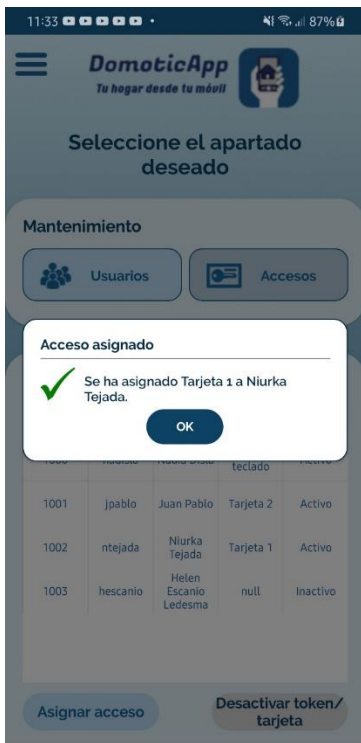 11:33
87%
DomoticApp
Tu hogar desde tu móvil
Seleccione el apartado
deseado
Mantenimiento
Usuarios
Accesos
Acceso asignado
Se ha asignado Tarjeta 1 a Niurka
Tejada.
OK
teclado
1001 jpablo Juan Pablo Tarjeta 2 Activo
1002 ntejada Niurka Tejada Tarjeta 1 Activo
1003 hescanio Helen Escanio Ledesma null Inactivo
Asignar acceso
Desactivar token/
tarjeta